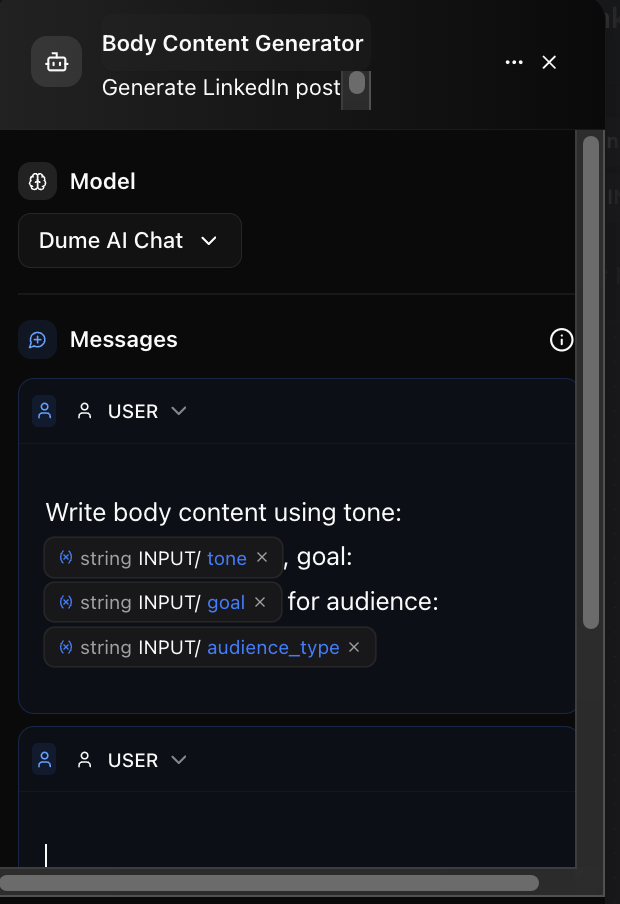 Body Content Generator
Generate LinkedIn post
Model
Dume AI Chat
Messages
USER
Write body content using tone:
string INPUT/ tone × , goal:
string INPUT/ goal × for audience:
string INPUT/ audience_type ×
USER